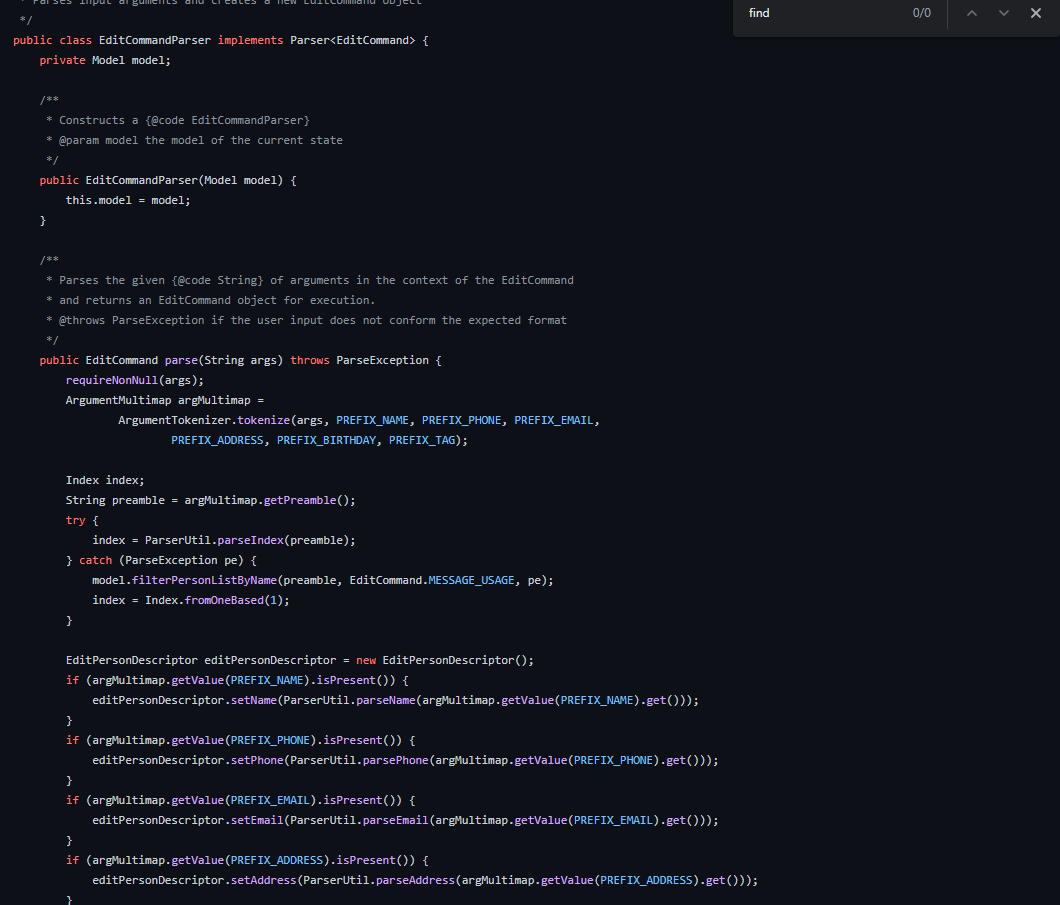 * Parses input arguments and creates a new EditCommand object
find 0/0
*/
public class EditCommandParser implements Parser<EditCommand> {
    private Model model;

    /**
     * Constructs a {@code EditCommandParser}
     * @param model the model of the current state
     */
    public EditCommandParser(Model model) {
        this.model = model;
    }

    /**
     * Parses the given {@code String} of arguments in the context of the EditCommand
     * and returns an EditCommand object for execution.
     * @throws ParseException if the user input does not conform the expected format
     */
    public EditCommand parse(String args) throws ParseException {
        requireNonNull(args);
        ArgumentMultimap argMultimap =
                ArgumentTokenizer.tokenize(args, PREFIX_NAME, PREFIX_PHONE, PREFIX_EMAIL,
                        PREFIX_ADDRESS, PREFIX_BIRTHDAY, PREFIX_TAG);

        Index index;
        String preamble = argMultimap.getPreamble();
        try {
            index = ParserUtil.parseIndex(preamble);
        } catch (ParseException pe) {
            model.filterPersonListByName(preamble, EditCommand.MESSAGE_USAGE, pe);
            index = Index.fromOneBased(1);
        }

        EditPersonDescriptor editPersonDescriptor = new EditPersonDescriptor();
        if (argMultimap.getValue(PREFIX_NAME).isPresent()) {
            editPersonDescriptor.setName(ParserUtil.parseName(argMultimap.getValue(PREFIX_NAME).get()));
        }
        if (argMultimap.getValue(PREFIX_PHONE).isPresent()) {
            editPersonDescriptor.setPhone(ParserUtil.parsePhone(argMultimap.getValue(PREFIX_PHONE).get()));
        }
        if (argMultimap.getValue(PREFIX_EMAIL).isPresent()) {
            editPersonDescriptor.setEmail(ParserUtil.parseEmail(argMultimap.getValue(PREFIX_EMAIL).get()));
        }
        if (argMultimap.getValue(PREFIX_ADDRESS).isPresent()) {
            editPersonDescriptor.setAddress(ParserUtil.parseAddress(argMultimap.getValue(PREFIX_ADDRESS).get()));
        }